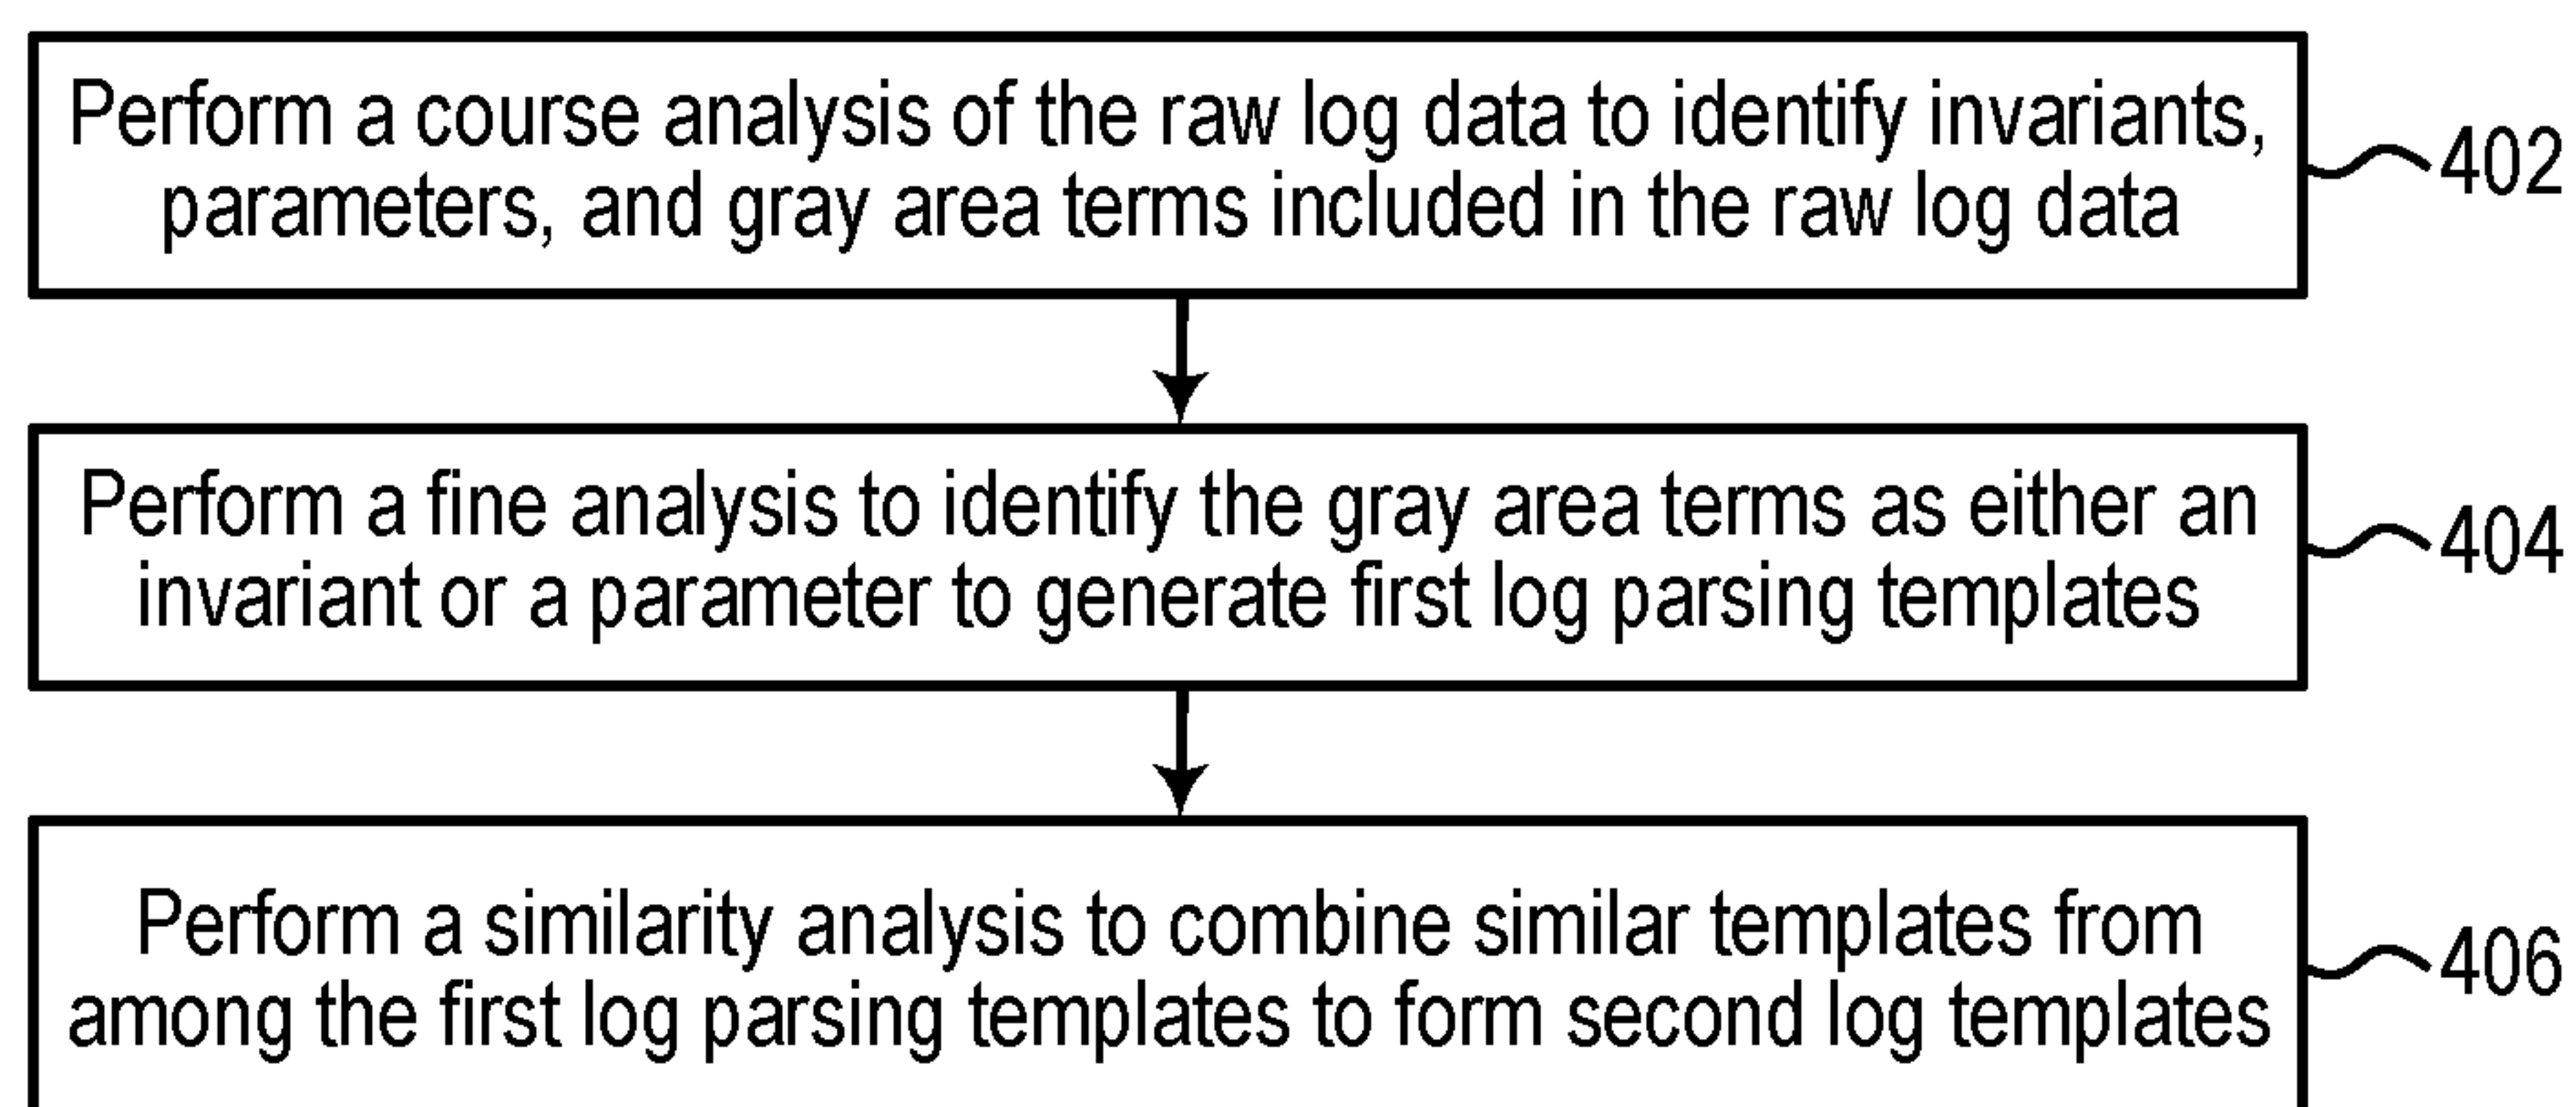 Perform a course analysis of the raw log data to identify invariants,
parameters, and gray area terms included in the raw log data
402
Perform a fine analysis to identify the gray area terms as either an
invariant or a parameter to generate first log parsing templates
404
Perform a similarity analysis to combine similar templates from
among the first log parsing templates to form second log templates
406